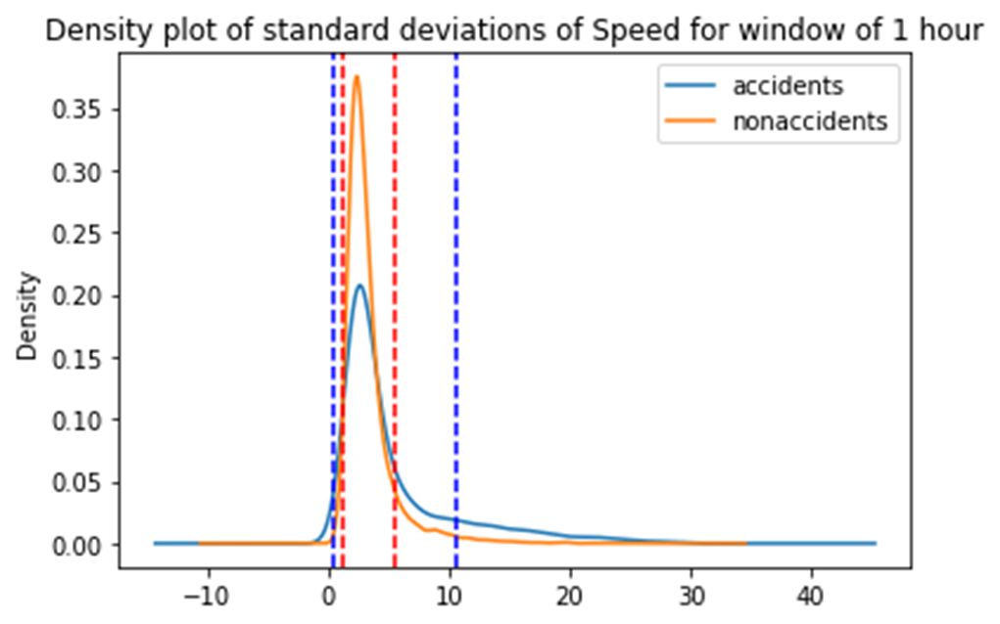 Density plot of standard deviations of Speed for window of 1 hour
accidents
nonaccidents
Density
0.35
0.30
0.25
0.20
0.15
0.10
0.05
0.00
−10 0 10 20 30 40